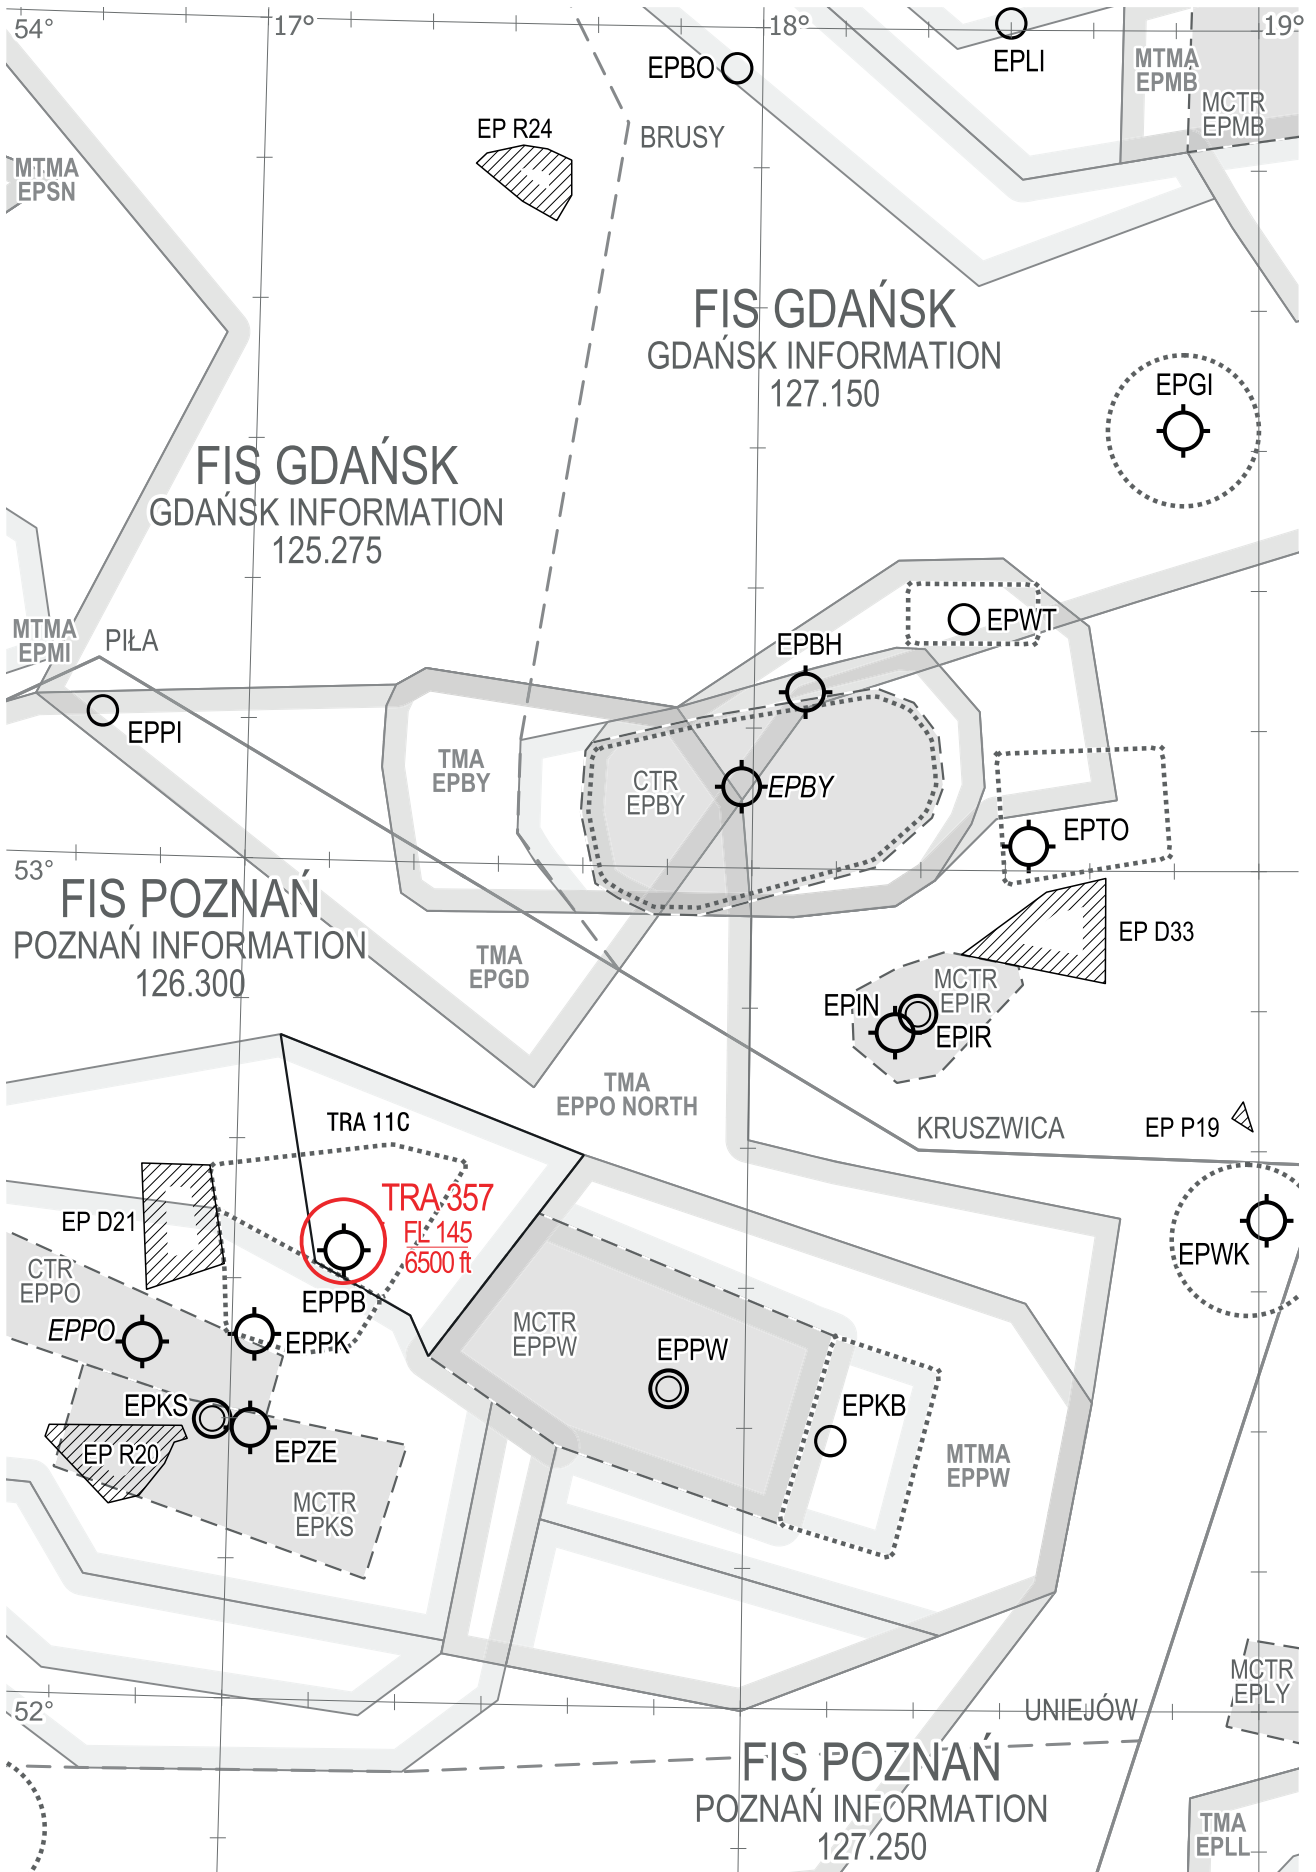 54°
17°
18°
19°
EPBO
EPLI
MTMA
EPMB
MCTR
EPMB
EP R24
BRUSY
MTMA
EPSN
FIS GDAŃSK
GDAŃSK INFORMATION
127.150
EPGI
FIS GDAŃSK
GDAŃSK INFORMATION
125.275
MTMA
EPMI
PIŁA
EPWT
EPBH
EPPI
TMA
EPBY
CTR
EPBY
EPBY
EPTO
53°
FIS POZNAŃ
POZNAŃ INFORMATION
126.300
TMA
EPGD
EP D33
MCTR
EPIR
EPIN
EPIR
TMA
EPPO NORTH
TRA 11C
KRUSZWICA
EP P19
TRA 357
FL 145
6500 ft
EP D21
EPWK
CTR
EPPO
EPPB
EPPO
EPPK
MCTR
EPPW
EPPW
EPKS
EPKB
EP R20
EPZE
MTMA
EPPW
MCTR
EPKS
MCTR
EPLY
52°
UNIEJÓW
FIS POZNAŃ
POZNAŃ INFORMATION
127.250
TMA
EPLL